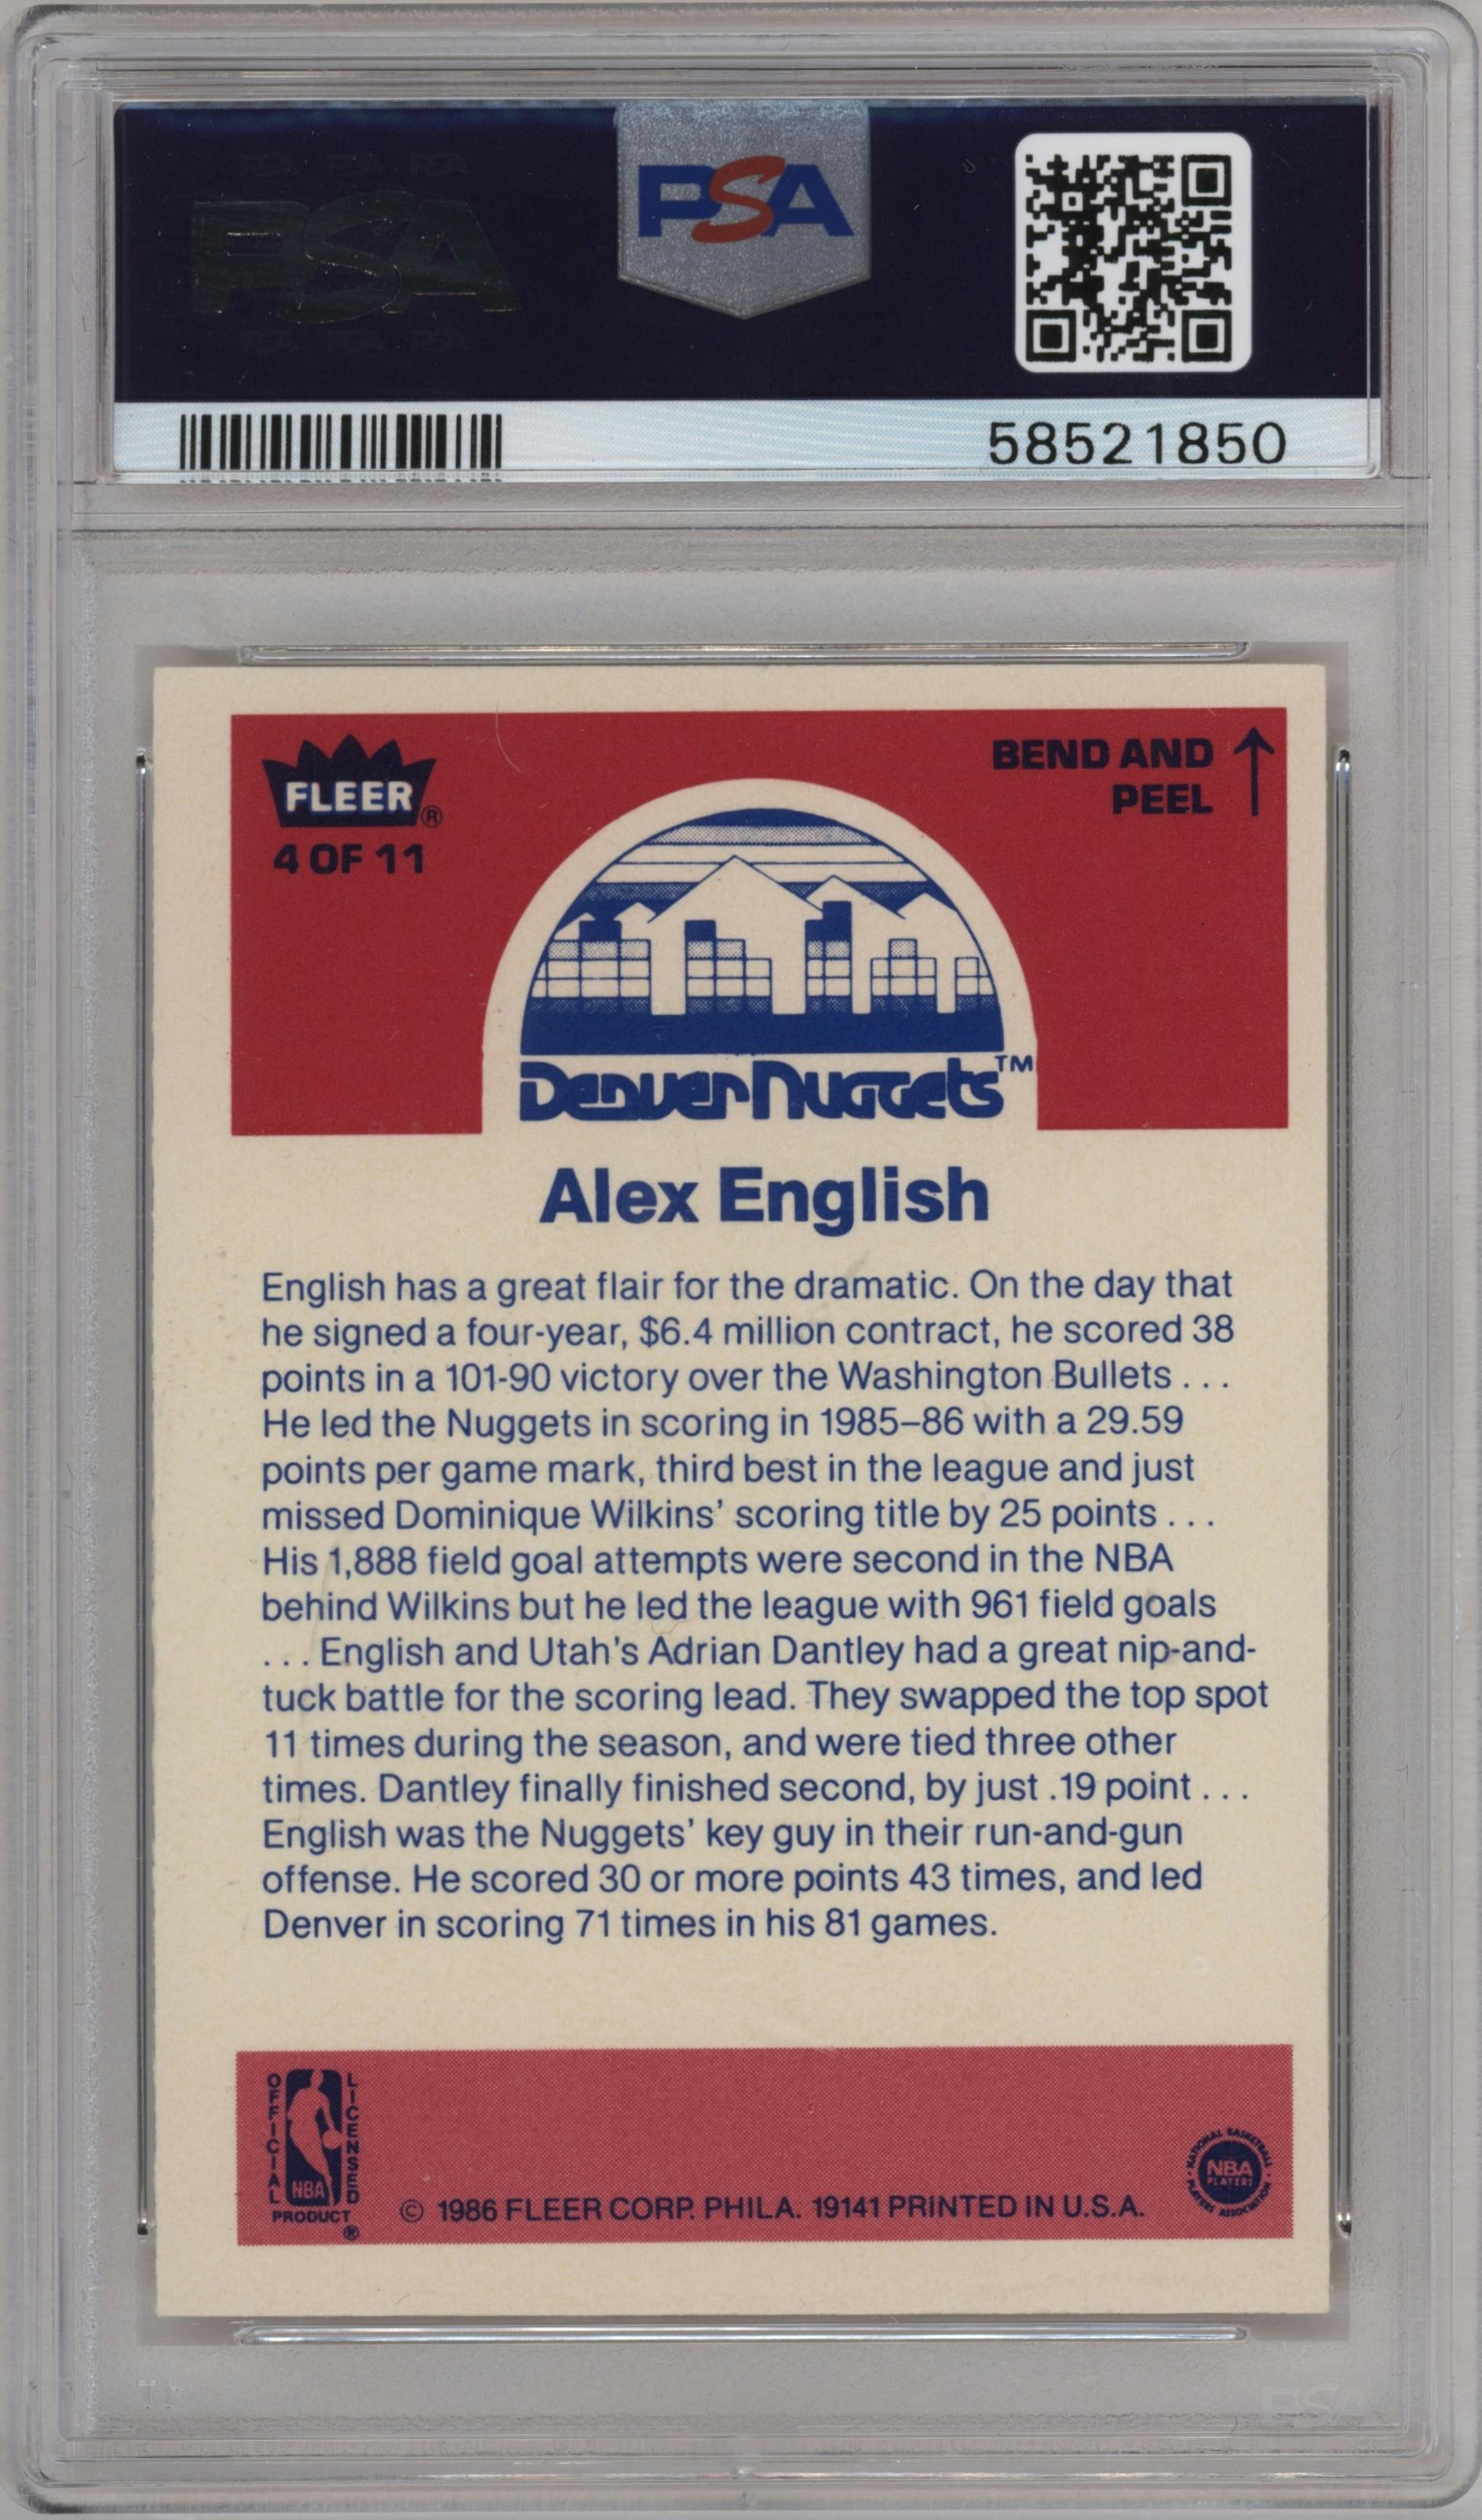 PSA
PSA
58521850
FLEER®
4 OF 11
BEND AND
PEEL
Denver Nuggets™
Alex English
English has a great flair for the dramatic. On the day that
he signed a four-year, $6.4 million contract, he scored 38
points in a 101-90 victory over the Washington Bullets . . .
He led the Nuggets in scoring in 1985–86 with a 29.59
points per game mark, third best in the league and just
missed Dominique Wilkins’ scoring title by 25 points . . .
His 1,888 field goal attempts were second in the NBA
behind Wilkins but he led the league with 961 field goals
. . . English and Utah's Adrian Dantley had a great nip-and-
tuck battle for the scoring lead. They swapped the top spot
11 times during the season, and were tied three other
times. Dantley finally finished second, by just .19 point . . .
English was the Nuggets’ key guy in their run-and-gun
offense. He scored 30 or more points 43 times, and led
Denver in scoring 71 times in his 81 games.
OFFICIAL
LICENSED
NBA
PRODUCT
®
© 1986 FLEER CORP. PHILA. 19141 PRINTED IN U.S.A.
NATIONAL BASKETBALL
NBA
PLAYERS
PLAYERS ASSOCIATION
PSA